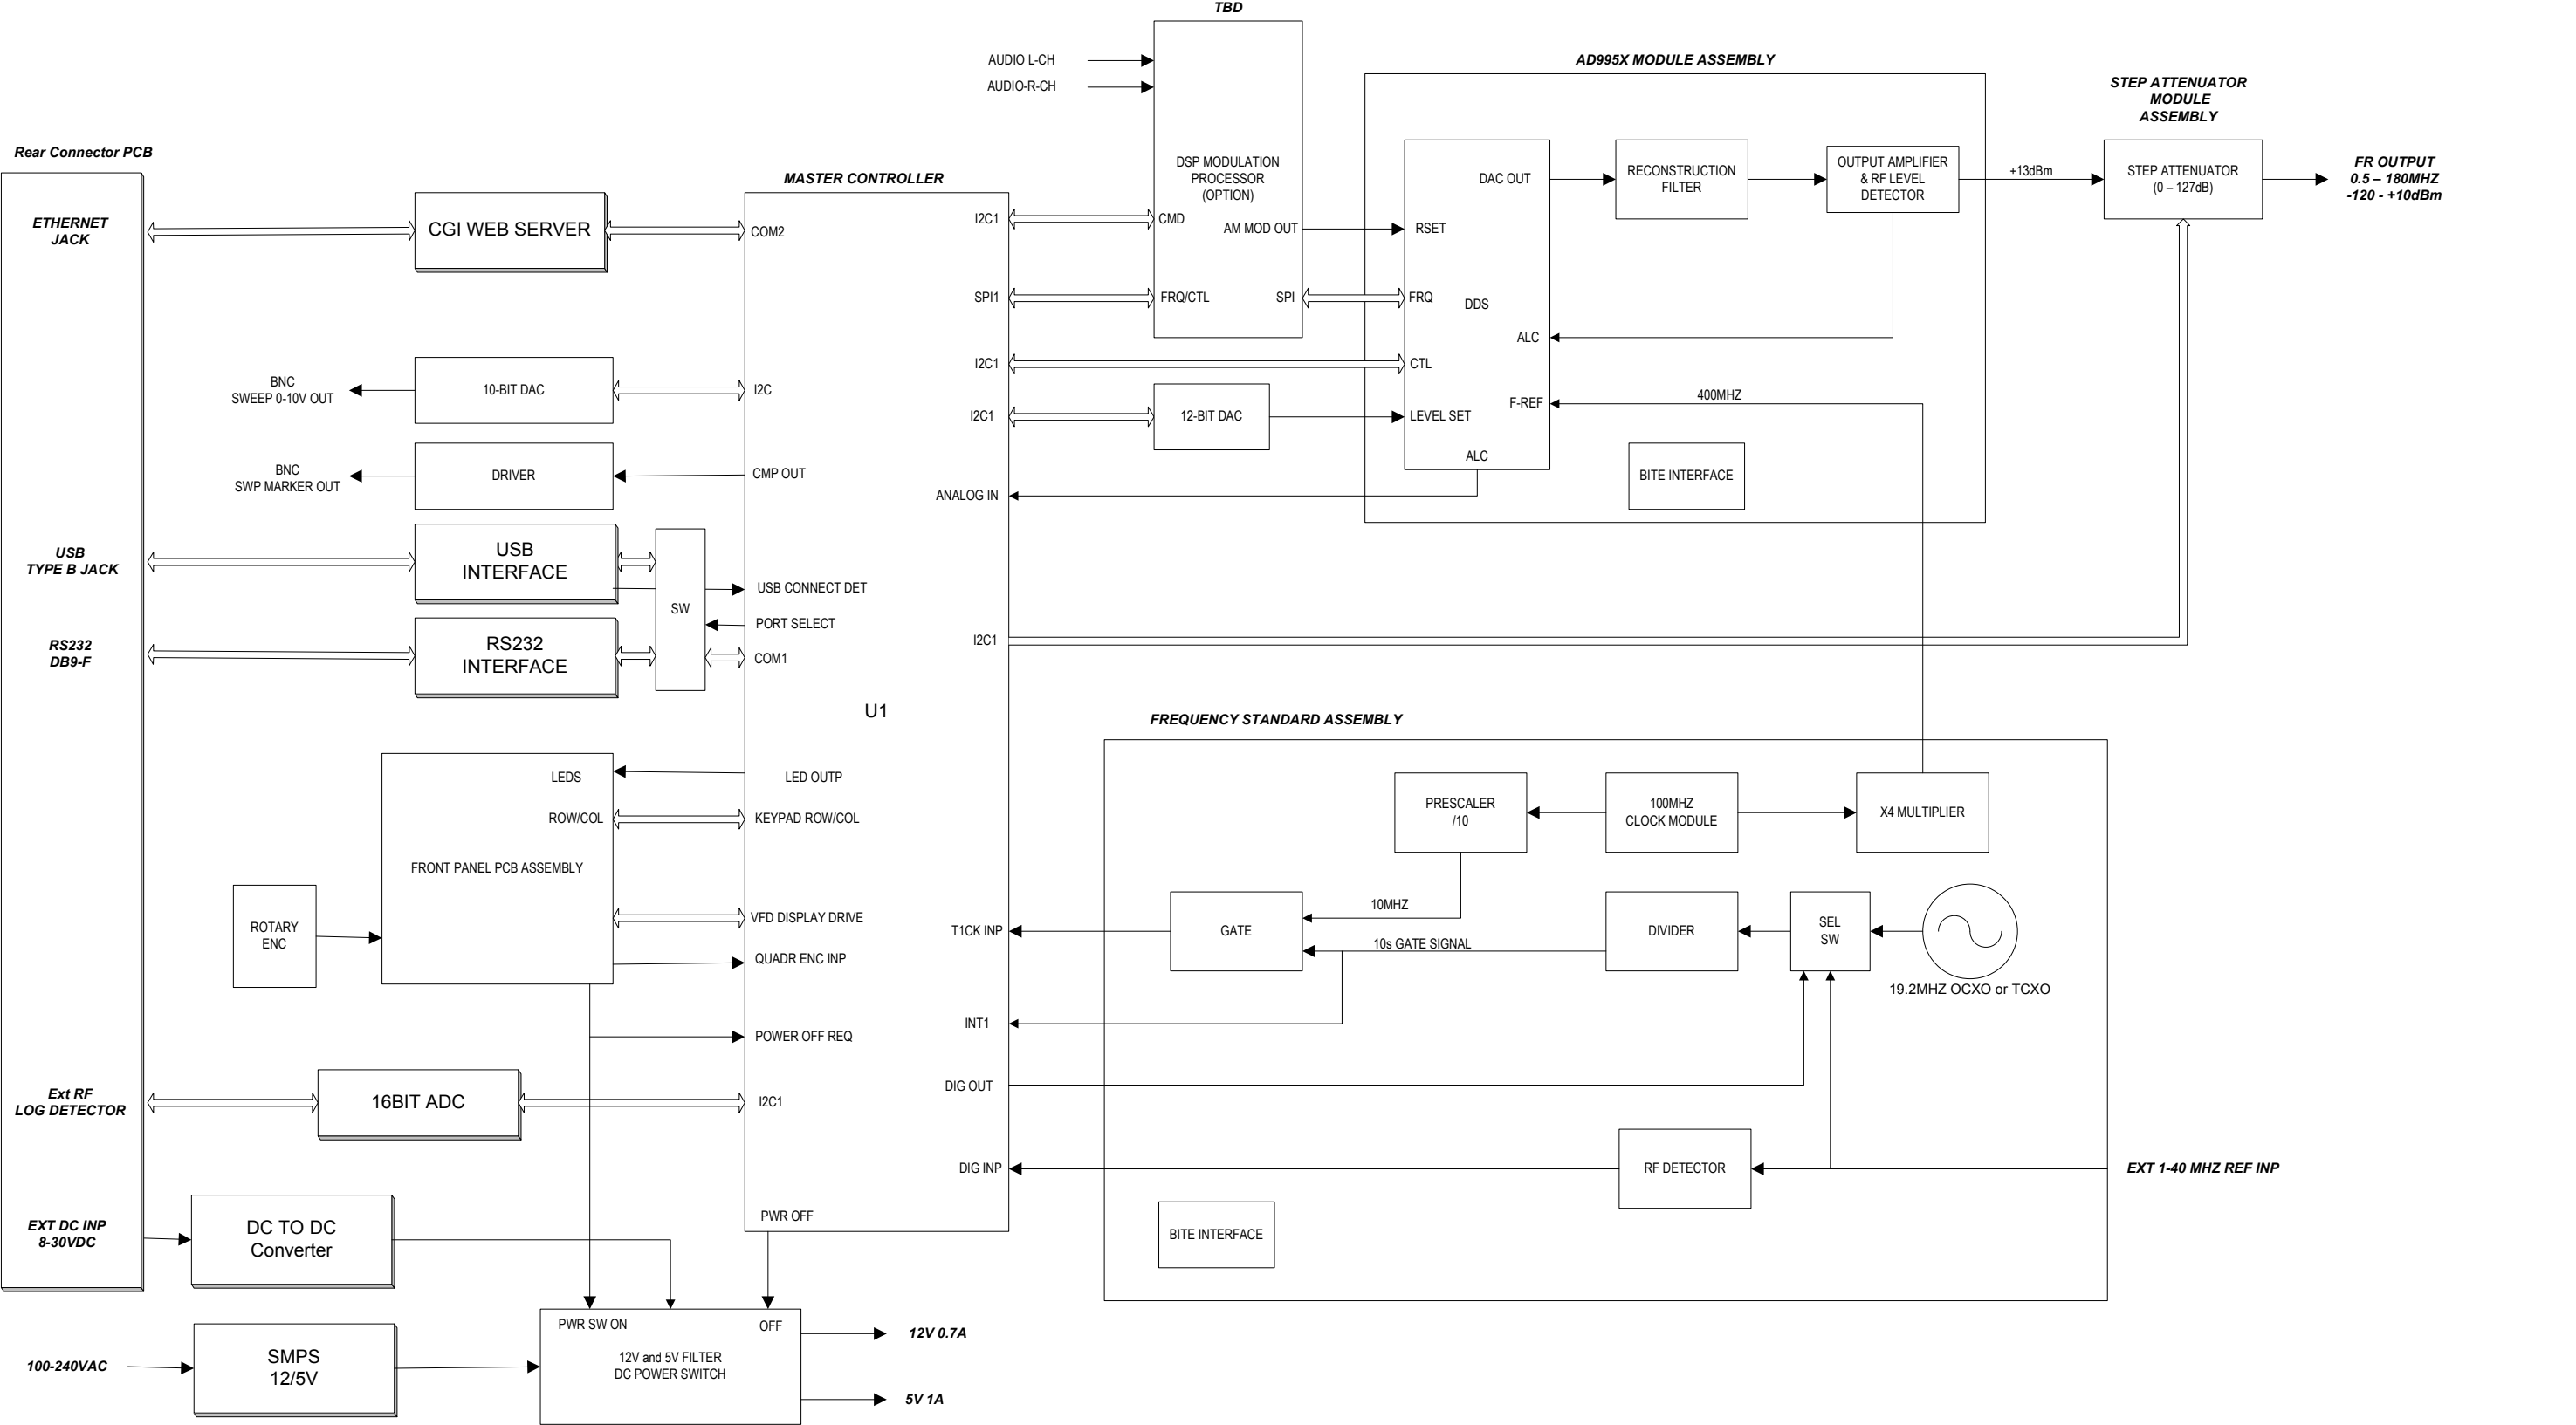 TBD
AUDIO L-CH
AUDIO-R-CH
DSP MODULATION
PROCESSOR
(OPTION)
CMD
AM MOD OUT
FRQ/CTL
SPI
AD995X MODULE ASSEMBLY
DAC OUT
RSET
FRQ
DDS
ALC
CTL
F-REF
LEVEL SET
ALC
RECONSTRUCTION
FILTER
OUTPUT AMPLIFIER
& RF LEVEL
DETECTOR
+13dBm
400MHZ
BITE INTERFACE
STEP ATTENUATOR
MODULE
ASSEMBLY
STEP ATTENUATOR
(0 – 127dB)
FR OUTPUT
0.5 – 180MHZ
-120 - +10dBm
Rear Connector PCB
ETHERNET
JACK
USB
TYPE B JACK
RS232
DB9-F
Ext RF
LOG DETECTOR
EXT DC INP
8-30VDC
CGI WEB SERVER
BNC
SWEEP 0-10V OUT
10-BIT DAC
BNC
SWP MARKER OUT
DRIVER
USB
INTERFACE
RS232
INTERFACE
SW
MASTER CONTROLLER
COM2
I2C
CMP OUT
USB CONNECT DET
PORT SELECT
COM1
U1
LED OUTP
KEYPAD ROW/COL
VFD DISPLAY DRIVE
QUADR ENC INP
POWER OFF REQ
I2C1
PWR OFF
I2C1
SPI1
I2C1
I2C1
ANALOG IN
I2C1
T1CK INP
INT1
DIG OUT
DIG INP
12-BIT DAC
LEDS
ROW/COL
FRONT PANEL PCB ASSEMBLY
ROTARY
ENC
16BIT ADC
DC TO DC
Converter
100-240VAC
SMPS
12/5V
PWR SW ON
OFF
12V and 5V FILTER
DC POWER SWITCH
12V 0.7A
5V 1A
FREQUENCY STANDARD ASSEMBLY
PRESCALER
/10
100MHZ
CLOCK MODULE
X4 MULTIPLIER
10MHZ
GATE
10s GATE SIGNAL
DIVIDER
SEL
SW
19.2MHZ OCXO or TCXO
RF DETECTOR
EXT 1-40 MHZ REF INP
BITE INTERFACE